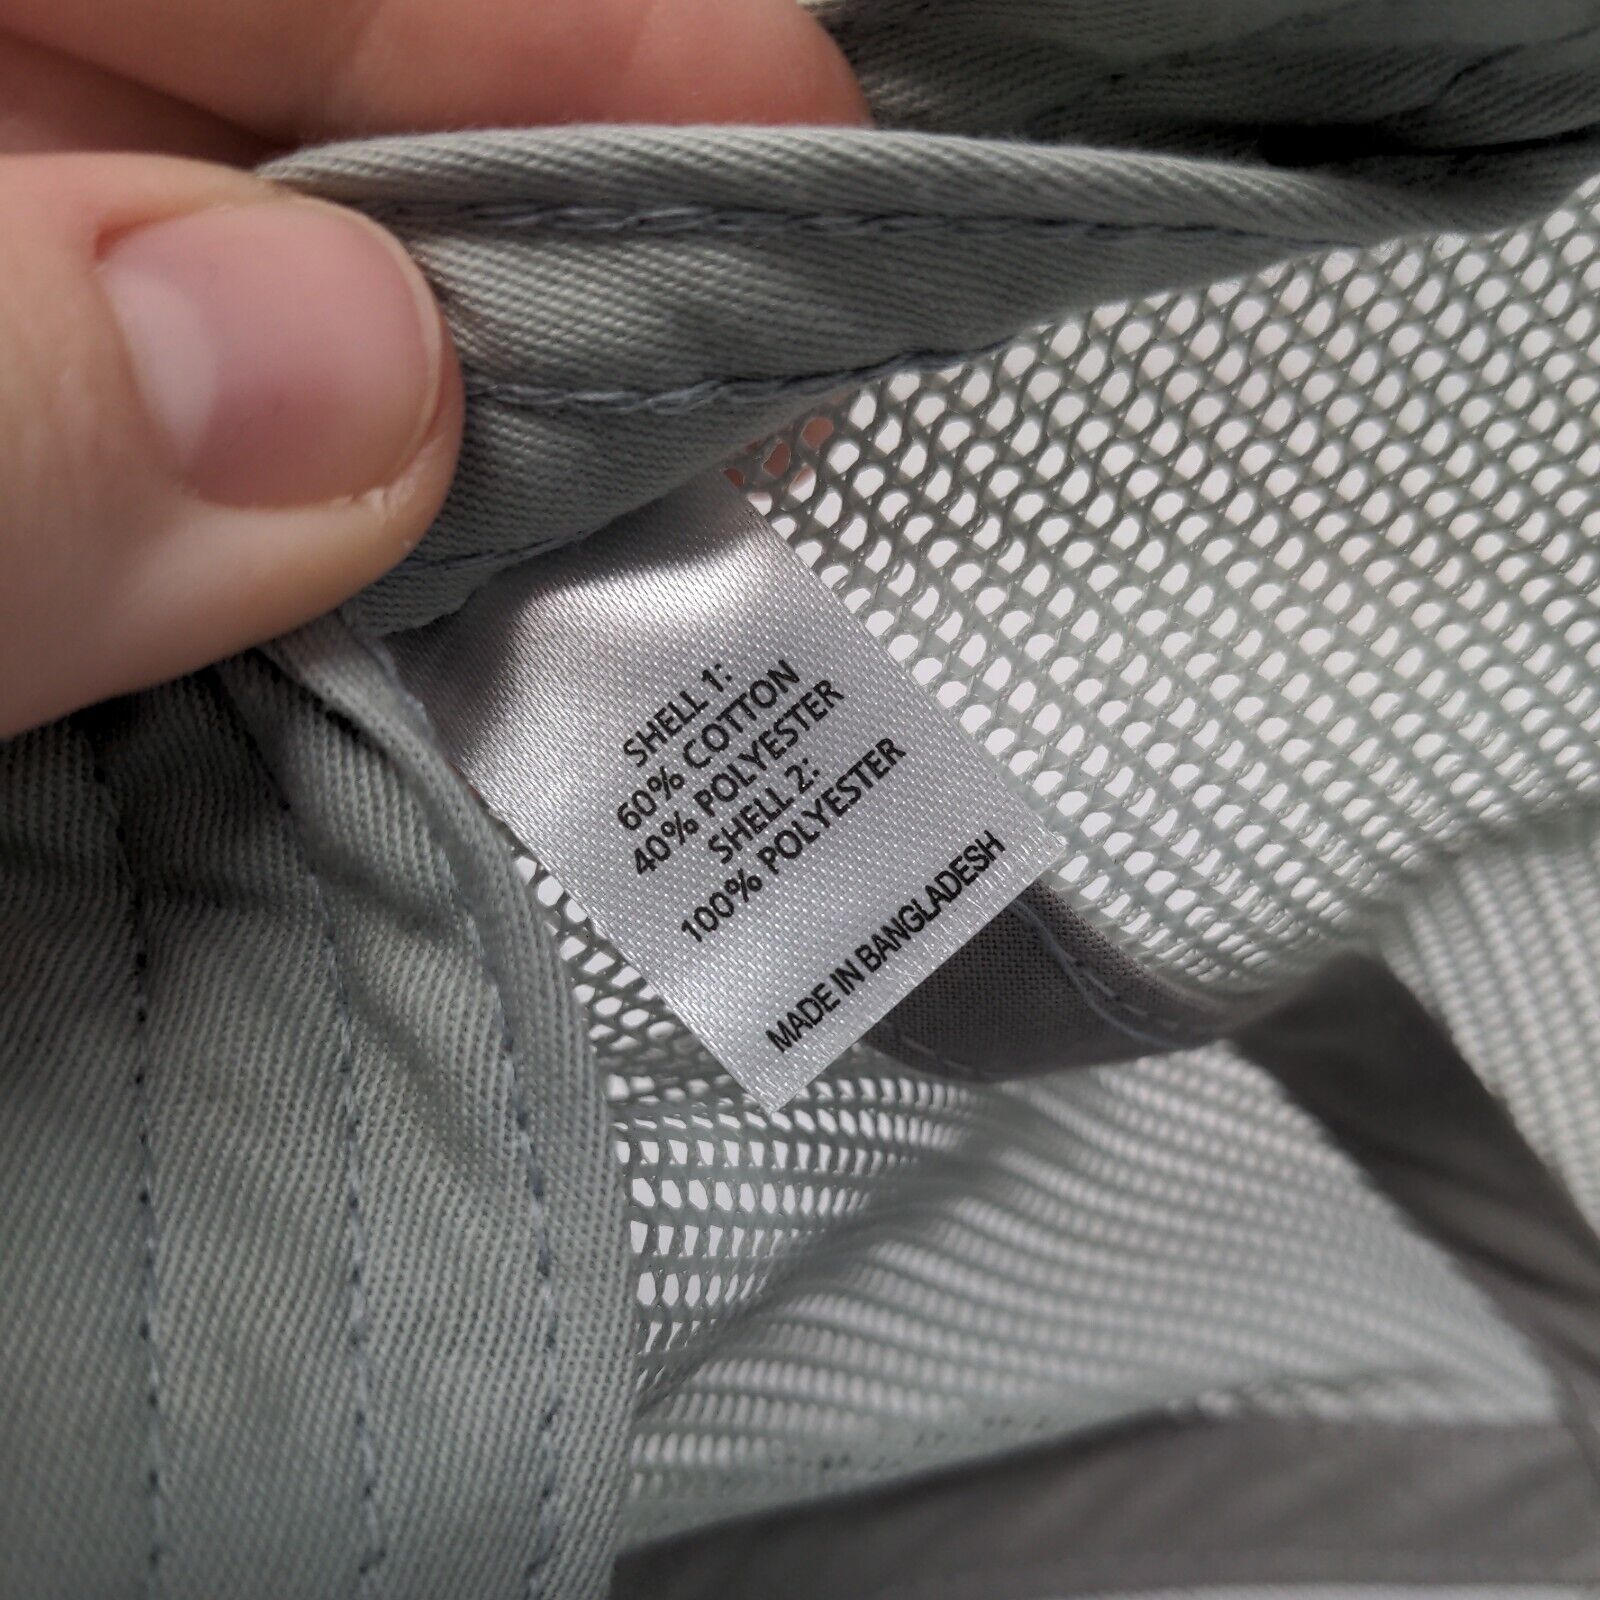 SHELL 1:
60% COTTON
40% POLYESTER
SHELL 2:
100% POLYESTER
MADE IN BANGLADESH